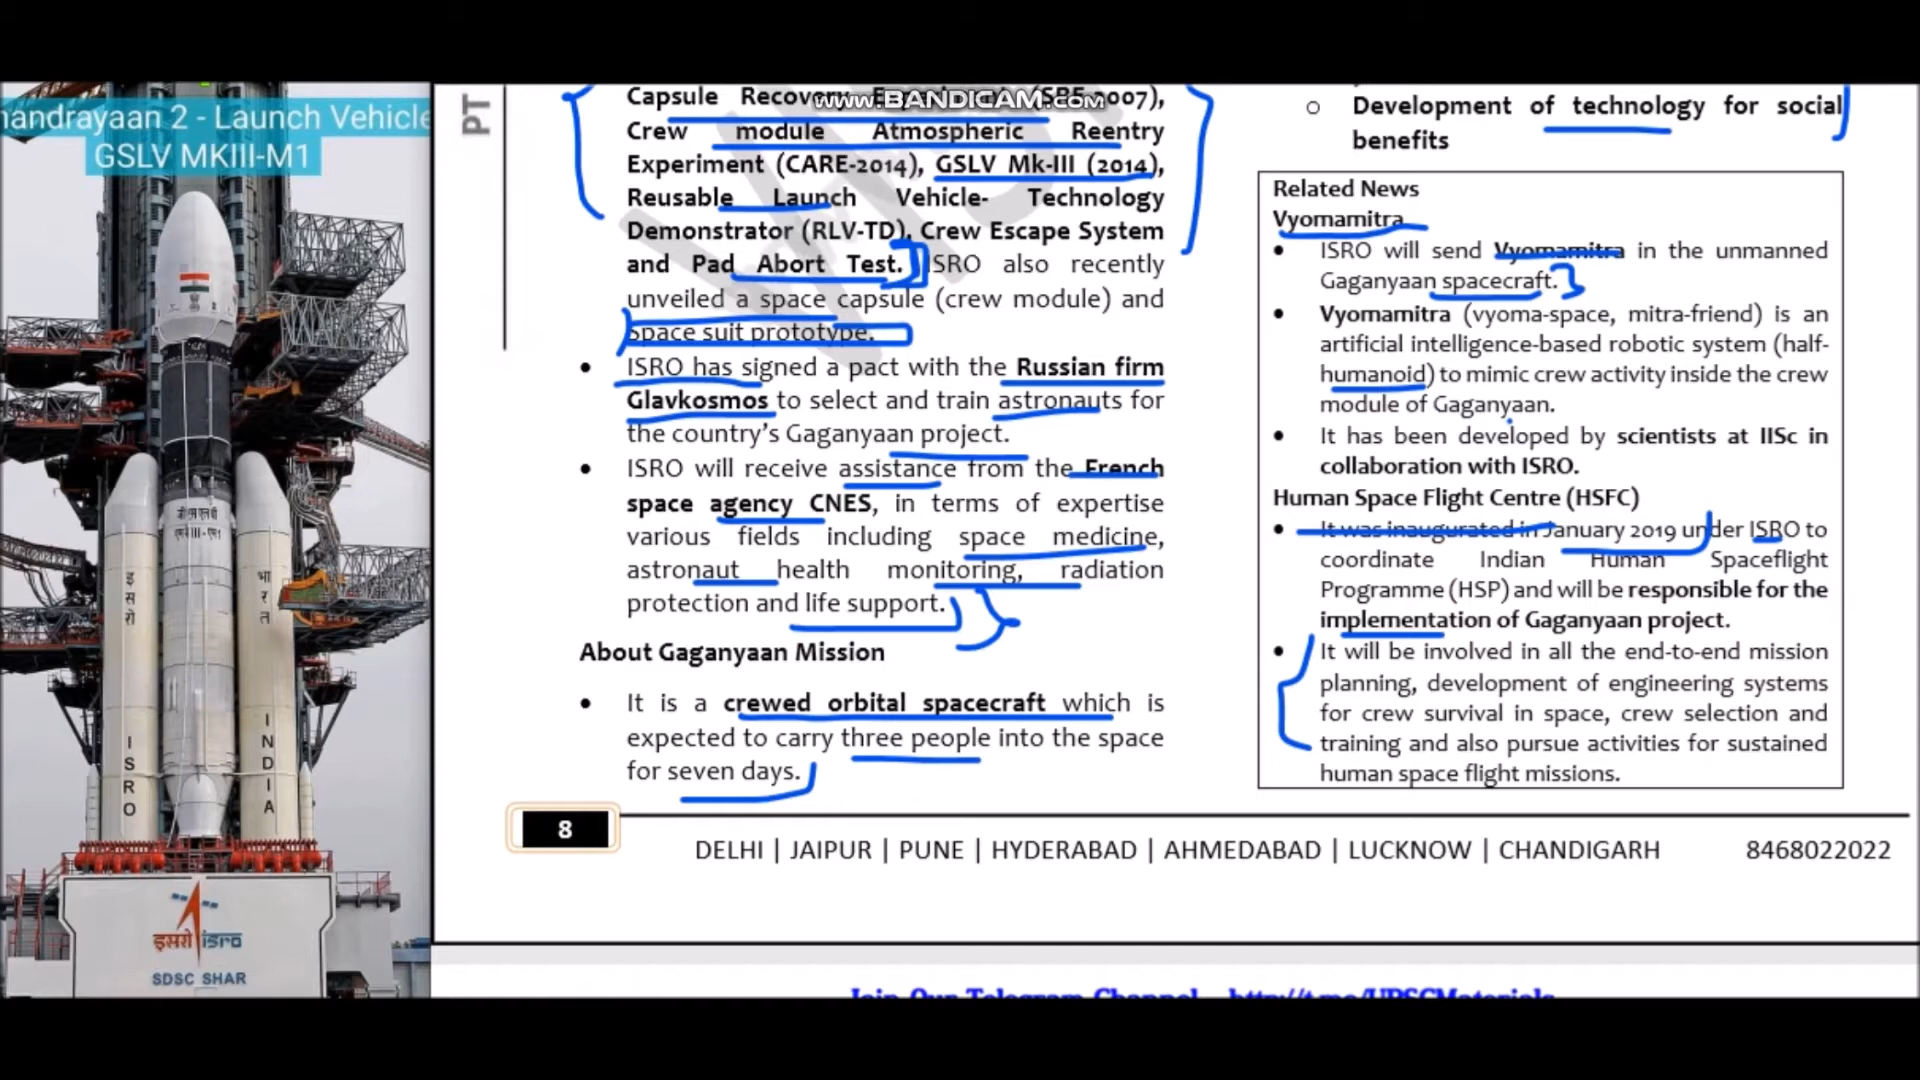 handrayaan 2 - Launch Vehicle
GSLV MKIII-M1
जीएसएलवी
इसरो
भारत
ISRO
INDIA
इसरो isro
SDSC SHAR
PT
www.BANDICAM.com
Capsule Recovery 2007),
Crew module Atmospheric Reentry
Experiment (CARE-2014), GSLV Mk-III (2014),
Reusable Launch Vehicle- Technology
Demonstrator (RLV-TD), Crew Escape System
and Pad Abort Test. ISRO also recently
unveiled a space capsule (crew module) and
Space suit prototype.
• ISRO has signed a pact with the Russian firm
Glavkosmos to select and train astronauts for
the country's Gaganyaan project.
• ISRO will receive assistance from the French
space agency CNES, in terms of expertise
various fields including space medicine,
astronaut health monitoring, radiation
protection and life support.
About Gaganyaan Mission
• It is a crewed orbital spacecraft which is
expected to carry three people into the space
for seven days.
o Development of technology for social
benefits
Related News
Vyomamitra
• ISRO will send Vyomamitra in the unmanned
Gaganyaan spacecraft.
• Vyomamitra (vyoma-space, mitra-friend) is an
artificial intelligence-based robotic system (half-
humanoid) to mimic crew activity inside the crew
module of Gaganyaan.
• It has been developed by scientists at IISc in
collaboration with ISRO.
Human Space Flight Centre (HSFC)
• It was inaugurated in January 2019 under ISRO to
coordinate Indian Human Spaceflight
Programme (HSP) and will be responsible for the
implementation of Gaganyaan project.
• It will be involved in all the end-to-end mission
planning, development of engineering systems
for crew survival in space, crew selection and
training and also pursue activities for sustained
human space flight missions.
8
DELHI | JAIPUR | PUNE | HYDERABAD | AHMEDABAD | LUCKNOW | CHANDIGARH 8468022022
Join Our Telegram Channel - http://t.me/UPSCMaterials